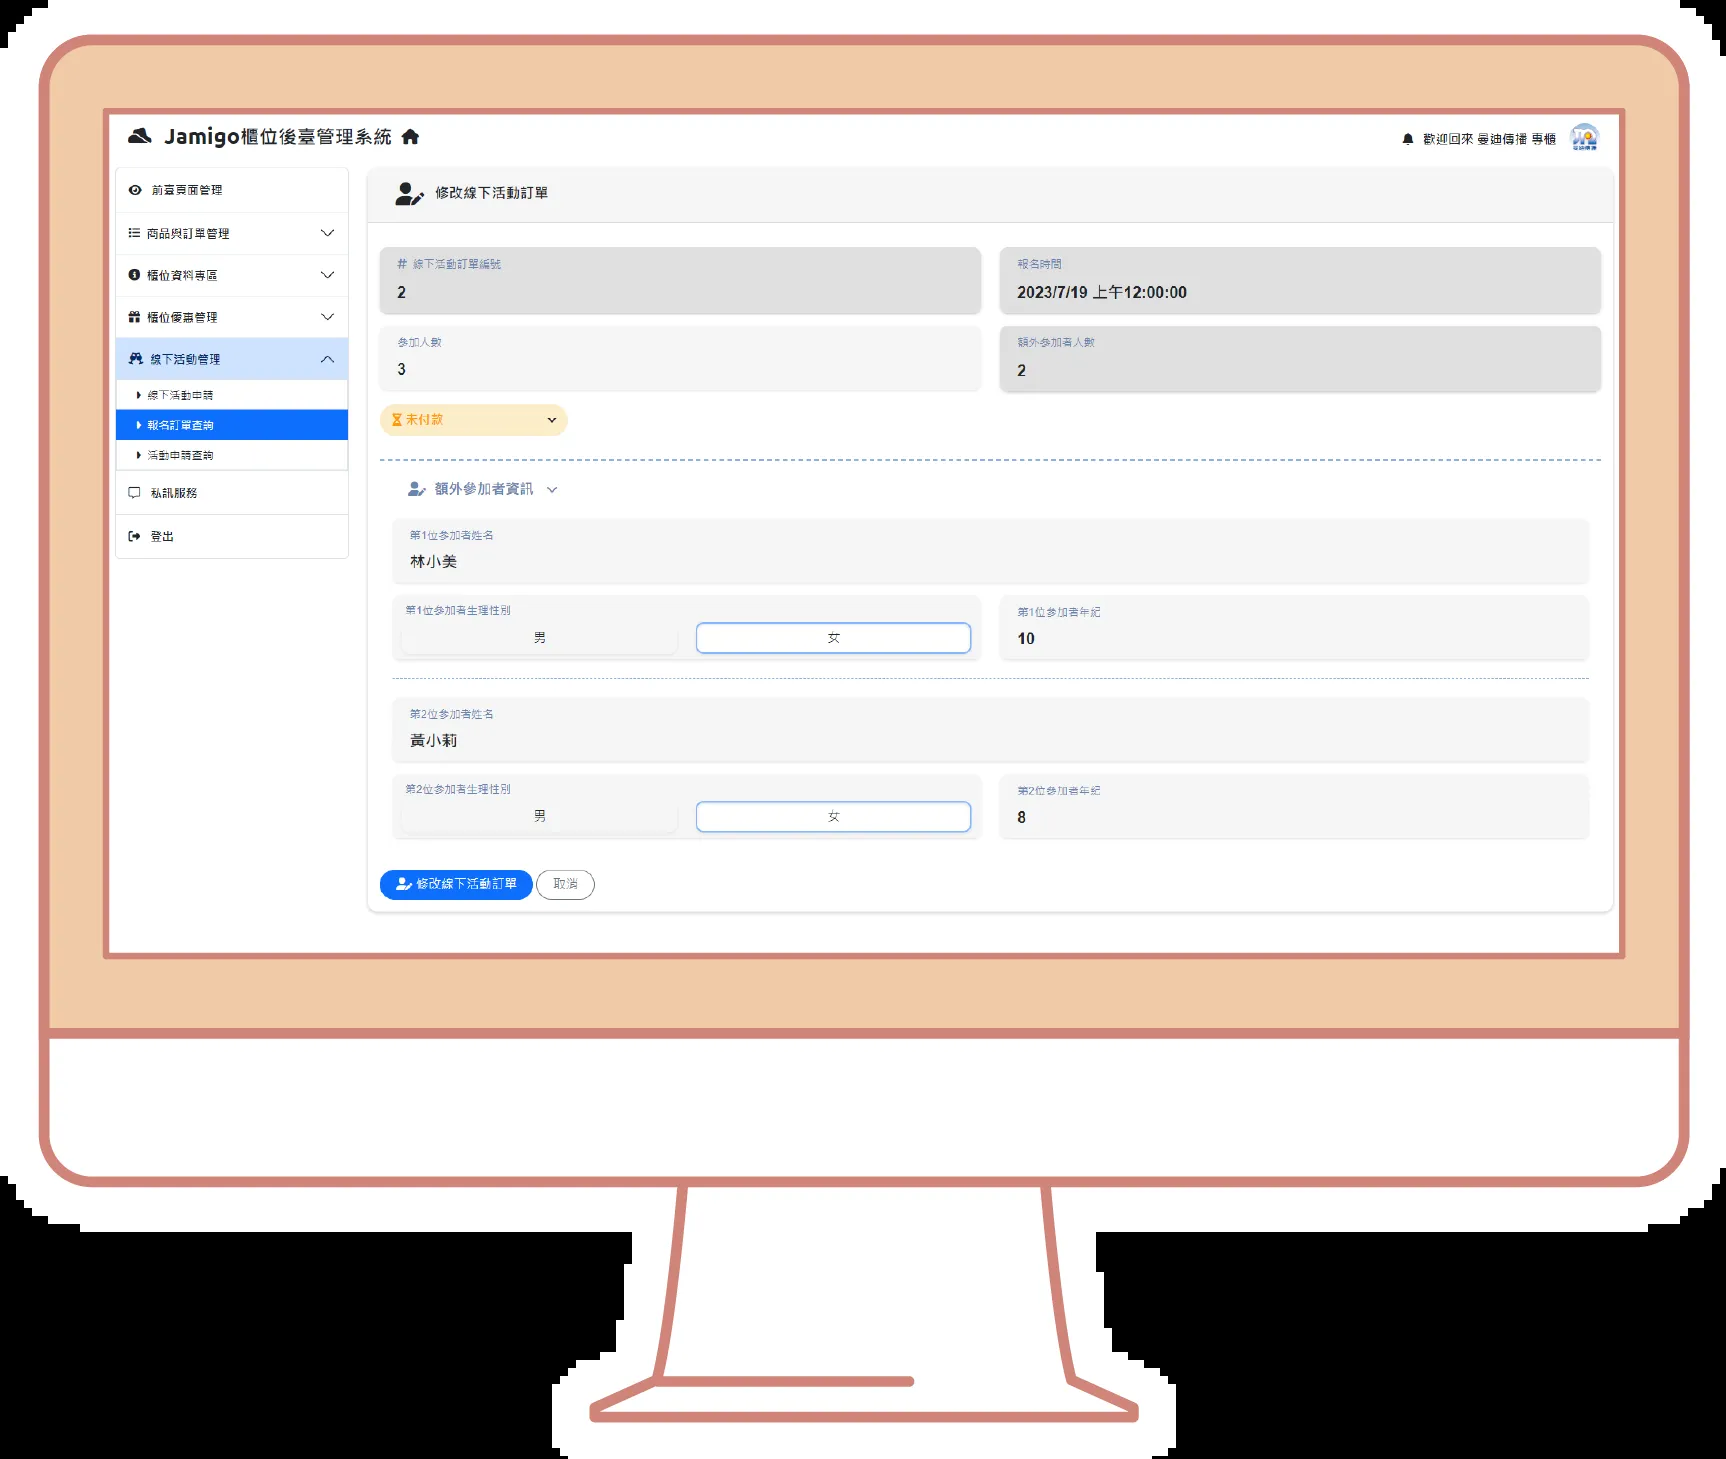 Jamigo櫃位後臺管理系統
歡迎回來 曼迪傳播 專櫃
前臺頁面管理
商品與訂單管理
櫃位資料專區
櫃位優惠管理
線下活動管理
線下活動申請
報名訂單查詢
活動申請查詢
私訊服務
登出
修改線下活動訂單
# 線下活動訂單編號
2
報名時間
2023/7/19 上午12:00:00
參加人數
3
額外參加者人數
2
未付款
額外參加者資訊
第1位參加者姓名
林小美
第1位參加者生理性別
男
女
第1位參加者年紀
10
第2位參加者姓名
黃小莉
第2位參加者生理性別
男
女
第2位參加者年紀
8
修改線下活動訂單
取消